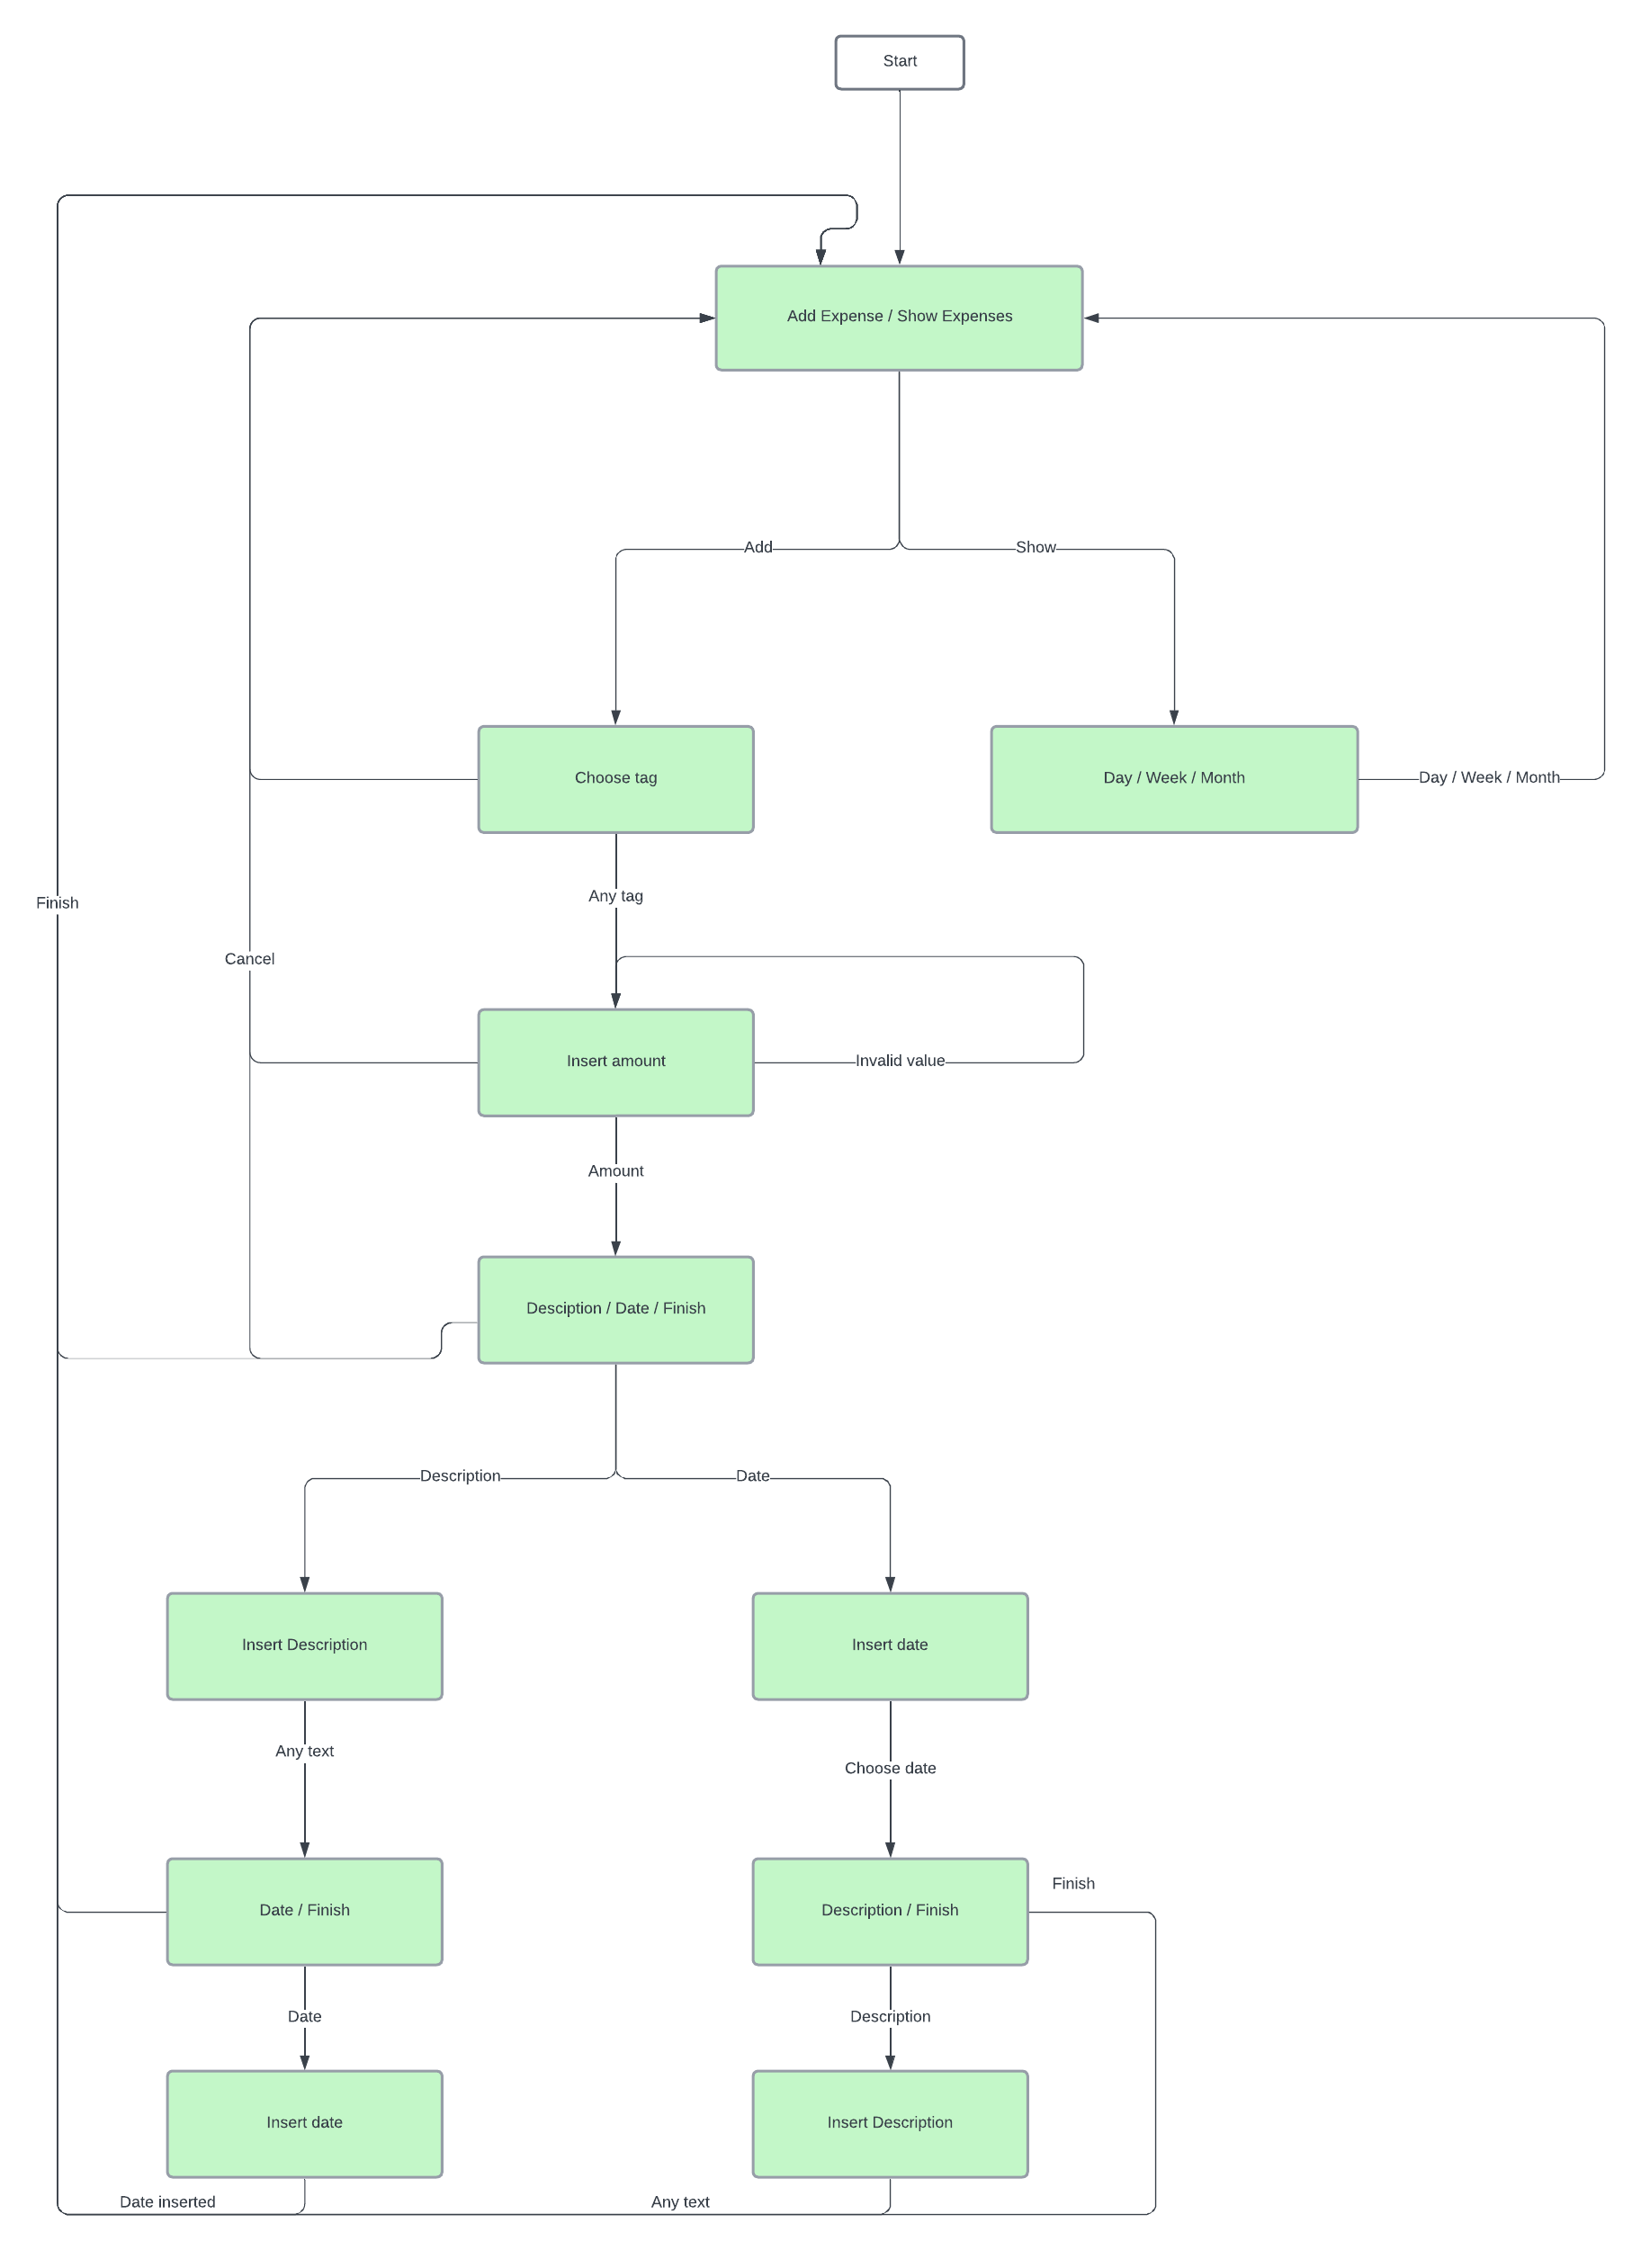 Start
Add Expense / Show Expenses
Add
Show
Choose tag
Day / Week / Month
Day / Week / Month
Any tag
Finish
Cancel
Insert amount
Invalid value
Amount
Desciption / Date / Finish
Description
Date
Insert Description
Insert date
Any text
Choose date
Finish
Date / Finish
Description / Finish
Date
Description
Insert date
Insert Description
Date inserted
Any text